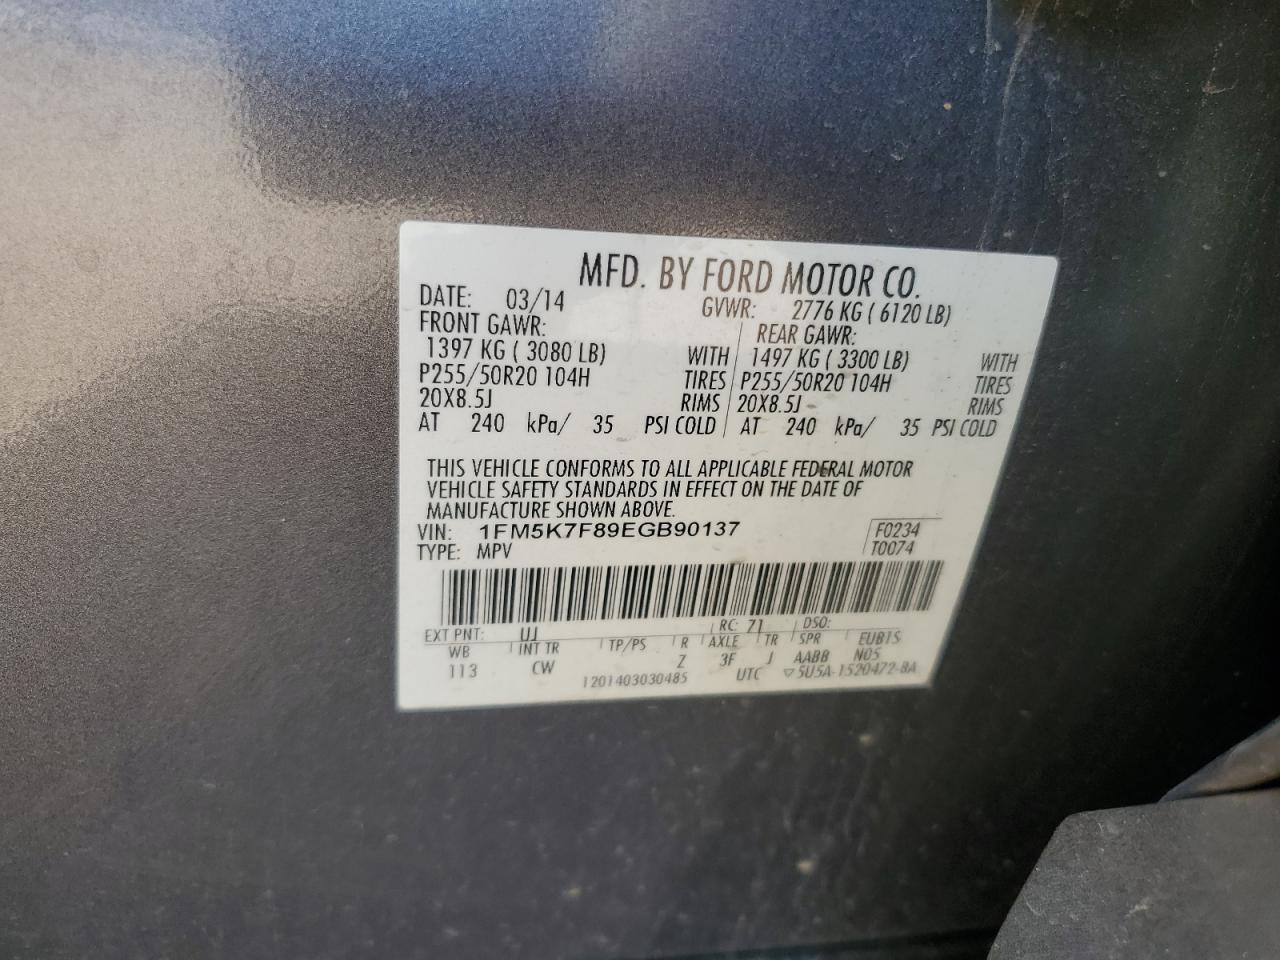 MFD. BY FORD MOTOR CO.
DATE: 03/14 GVWR: 2776 KG ( 6120 LB)
FRONT GAWR: REAR GAWR:
1397 KG ( 3080 LB) WITH 1497 KG ( 3300 LB) WITH
P255/50R20 104H TIRES P255/50R20 104H TIRES
20X8.5J RIMS 20X8.5J RIMS
AT 240 kPa/ 35 PSI COLD AT 240 kPa/ 35 PSI COLD
THIS VEHICLE CONFORMS TO ALL APPLICABLE FEDERAL MOTOR
VEHICLE SAFETY STANDARDS IN EFFECT ON THE DATE OF
MANUFACTURE SHOWN ABOVE.
VIN: 1FM5K7F89EGB90137 F0234
TYPE: MPV T0074
EXT PNT: UJ RC: 71 DSO:
WB INT TR TP/PS R AXLE TR SPR EUB15
113 CW Z 3F J AABB N05
1201403030485 UTC ▽5U5A-1520472-BA